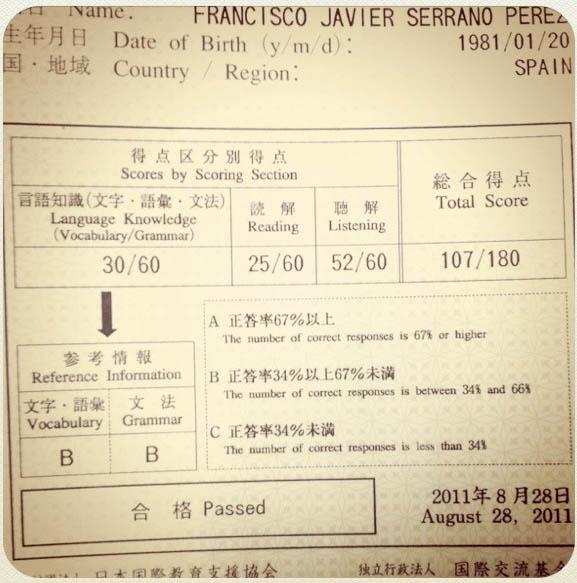 Name: FRANCISCO JAVIER SERRANO PEREZ
生年月日 Date of Birth (y/m/d): 1981/01/20
国・地域 Country / Region: SPAIN
得点区分別得点
Scores by Scoring Section
総合得点
Total Score
言語知識(文字・語彙・文法)
Language Knowledge
(Vocabulary/Grammar)
読解
Reading
聴解
Listening
30/60 25/60 52/60 107/180
参考情報
Reference Information
文字・語彙
Vocabulary
文法
Grammar
B B
A 正答率67%以上
The number of correct responses is 67% or higher
B 正答率34%以上67%未満
The number of correct responses is between 34% and 66%
C 正答率34%未満
The number of correct responses is less than 34%
合格 Passed
2011年8月28日
August 28, 2011
日本国際教育支援協会 独立行政法人 国際交流基金